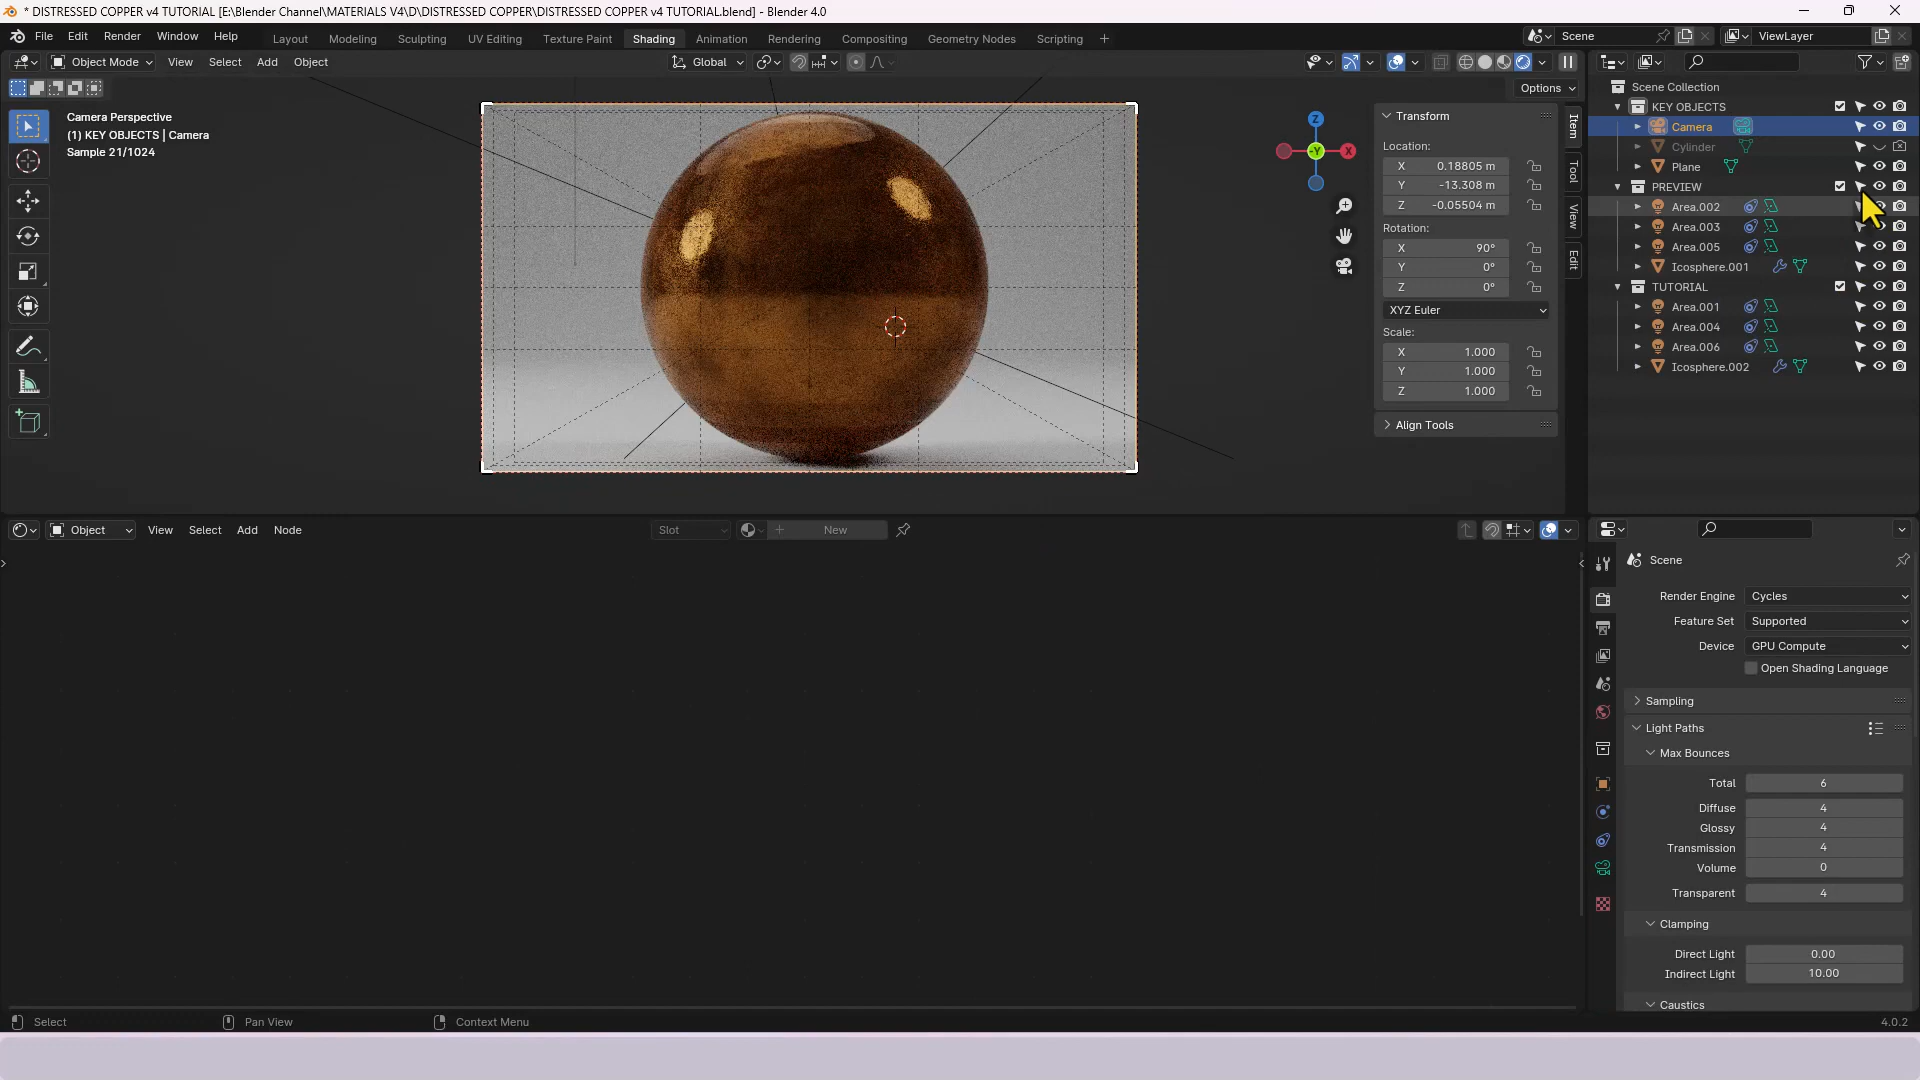 * DISTRESSED COPPER v4 TUTORIAL [E:\Blender Channel\MATERIALS V4\D\DISTRESSED COPPER\DISTRESSED COPPER v4 TUTORIAL.blend] - Blender 4.0
File Edit Render Window Help Layout Modeling Sculpting UV Editing Texture Paint Shading Animation Rendering Compositing Geometry Nodes Scripting + Scene ViewLayer
Object Mode View Select Add Object Global
Options
Camera Perspective
(1) KEY OBJECTS | Camera
Sample 21/1024
Z
-Y
X
Transform
Location:
X 0.18805 m
Y -13.308 m
Z -0.05504 m
Rotation:
X 90°
Y 0°
Z 0°
XYZ Euler
Scale:
X 1.000
Y 1.000
Z 1.000
Align Tools
Item
Tool
View
Edit
Scene Collection
KEY OBJECTS
Camera
Cylinder
Plane
PREVIEW
Area.002
Area.003
Area.005
Icosphere.001
TUTORIAL
Area.001
Area.004
Area.006
Icosphere.002
Object View Select Add Node Slot New
Scene
Render Engine Cycles
Feature Set Supported
Device GPU Compute
Open Shading Language
Sampling
Light Paths
Max Bounces
Total 6
Diffuse 4
Glossy 4
Transmission 4
Volume 0
Transparent 4
Clamping
Direct Light 0.00
Indirect Light 10.00
Caustics
Select Pan View Context Menu 4.0.2